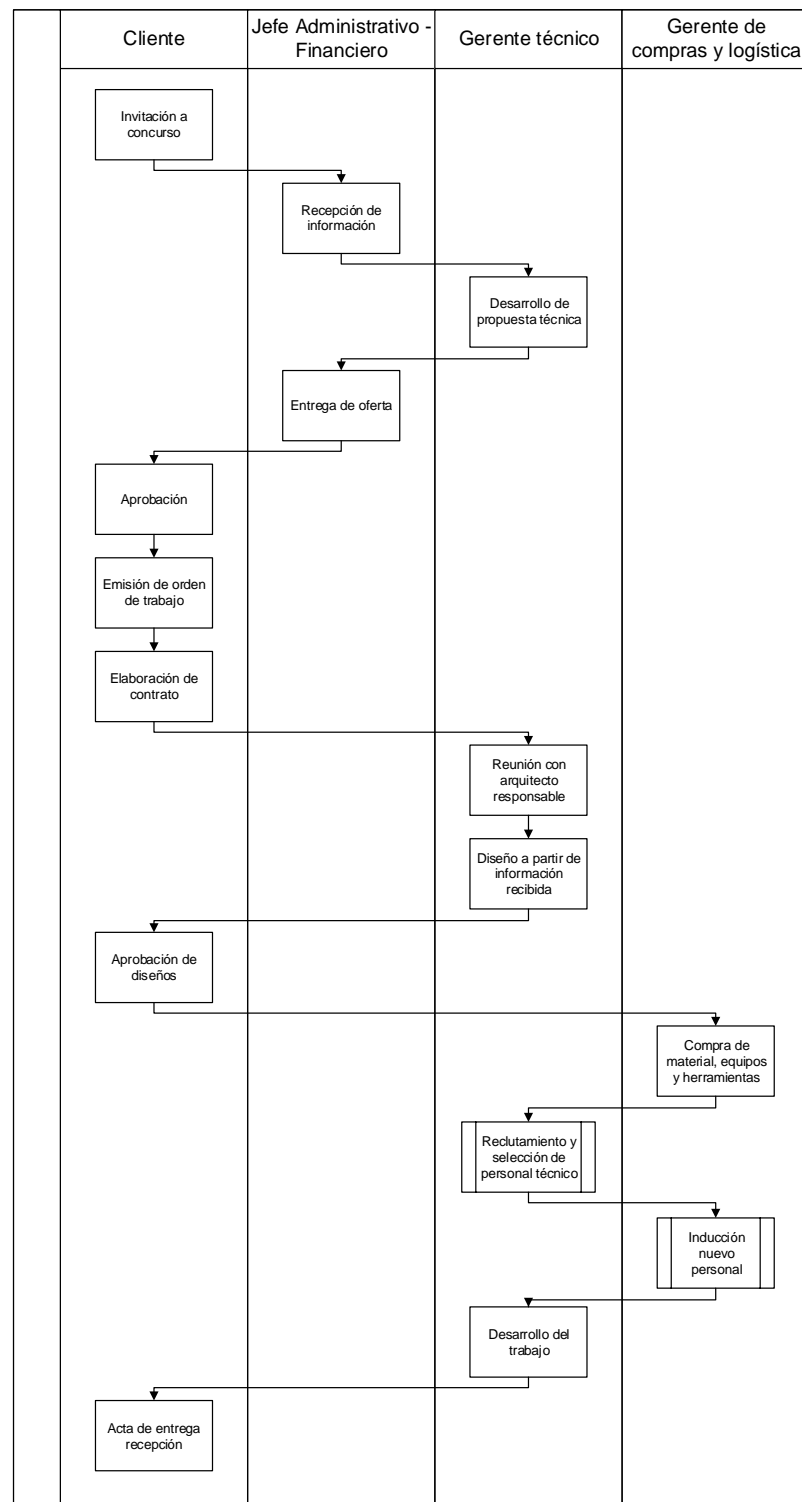 Cliente
Jefe Administrativo -
Financiero
Gerente técnico
Gerente de
compras y logística
Invitación a
concurso
Recepción de
información
Desarrollo de
propuesta técnica
Entrega de oferta
Aprobación
Emisión de orden
de trabajo
Elaboración de
contrato
Reunión con
arquitecto
responsable
Diseño a partir de
información
recibida
Aprobación de
diseños
Compra de
material, equipos
y herramientas
Reclutamiento y
selección de
personal técnico
Inducción
nuevo
personal
Desarrollo del
trabajo
Acta de entrega
recepción